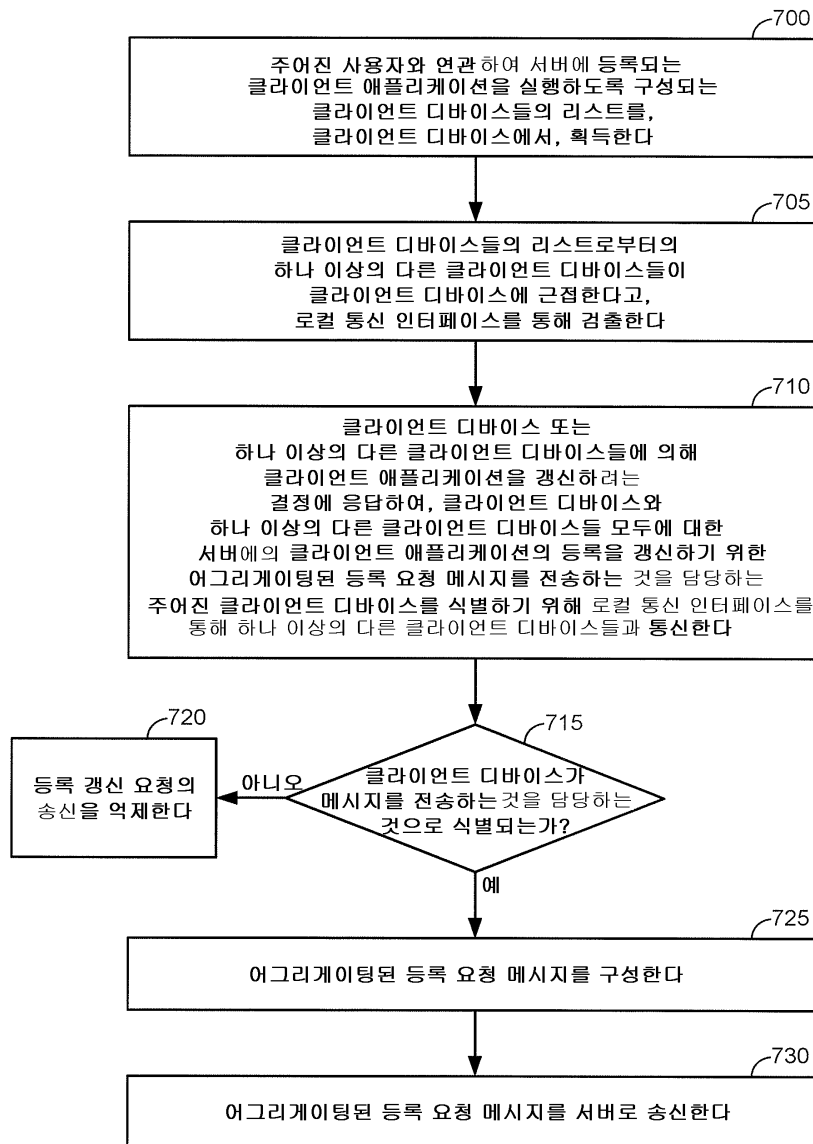 700
주어진 사용자와 연관하여 서버에 등록되는
클라이언트 애플리케이션을 실행하도록 구성되는
클라이언트 디바이스들의 리스트를,
클라이언트 디바이스에서, 획득한다
705
클라이언트 디바이스들의 리스트로부터의
하나 이상의 다른 클라이언트 디바이스들이
클라이언트 디바이스에 근접한다고,
로컬 통신 인터페이스를 통해 검출한다
710
클라이언트 디바이스 또는
하나 이상의 다른 클라이언트 디바이스들에 의해
클라이언트 애플리케이션을 갱신하려는
결정에 응답하여, 클라이언트 디바이스와
하나 이상의 다른 클라이언트 디바이스들 모두에 대한
서버에의 클라이언트 애플리케이션의 등록을 갱신하기 위한
어그리게이팅된 등록 요청 메시지를 전송하는 것을 담당하는
주어진 클라이언트 디바이스를 식별하기 위해 로컬 통신 인터페이스를
통해 하나 이상의 다른 클라이언트 디바이스들과 통신한다
715
클라이언트 디바이스가
메시지를 전송하는 것을 담당하는
것으로 식별되는가?
아니오
720
등록 갱신 요청의
송신을 억제한다
예
725
어그리게이팅된 등록 요청 메시지를 구성한다
730
어그리게이팅된 등록 요청 메시지를 서버로 송신한다